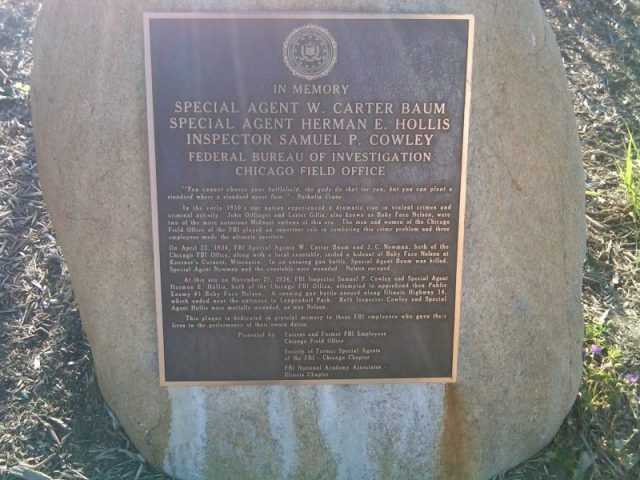 IN MEMORY
SPECIAL AGENT W. CARTER BAUM
SPECIAL AGENT HERMAN E. HOLLIS
INSPECTOR SAMUEL P. COWLEY
FEDERAL BUREAU OF INVESTIGATION
CHICAGO FIELD OFFICE
"You cannot choose your battlefield, the gods do that for you, but you can plant a
standard where a standard never flew." Nathalia Crane
In the early 1930's our nation experienced a dramatic rise in violent crimes and
criminal activity. John Dillinger and Lester Gillis, also known as Baby Face Nelson, were
two of the more notorious Midwest outlaws of this era. The men and women of the Chicago
Field Office of the FBI played an important role in combating this crime problem and three
employees made the ultimate sacrifice.
On April 22, 1934, FBI Special Agents W. Carter Baum and J. C. Newman, both of the
Chicago FBI Office, along with a local constable, raided a hideout of Baby Face Nelson at
Koerner's Corners, Wisconsin. In an ensuing gun battle, Special Agent Baum was killed.
Special Agent Newman and the constable were wounded. Nelson escaped.
At this site on November 27, 1934, FBI Inspector Samuel P. Cowley and Special Agent
Herman E. Hollis, both of the Chicago FBI Office, attempted to apprehend then Public
Enemy #1 Baby Face Nelson. A running gun battle ensued along Illinois Highway 14,
which ended near the entrance to Langendorf Park. Both Inspector Cowley and Special
Agent Hollis were mortally wounded, as was Nelson.
This plaque is dedicated in grateful memory to these FBI employees who gave their
lives in the performance of their sworn duties.
Presented by: Current and Former FBI Employees
Chicago Field Office
Society of Former Special Agents
of the FBI - Chicago Chapter
FBI National Academy Associates -
Illinois Chapter